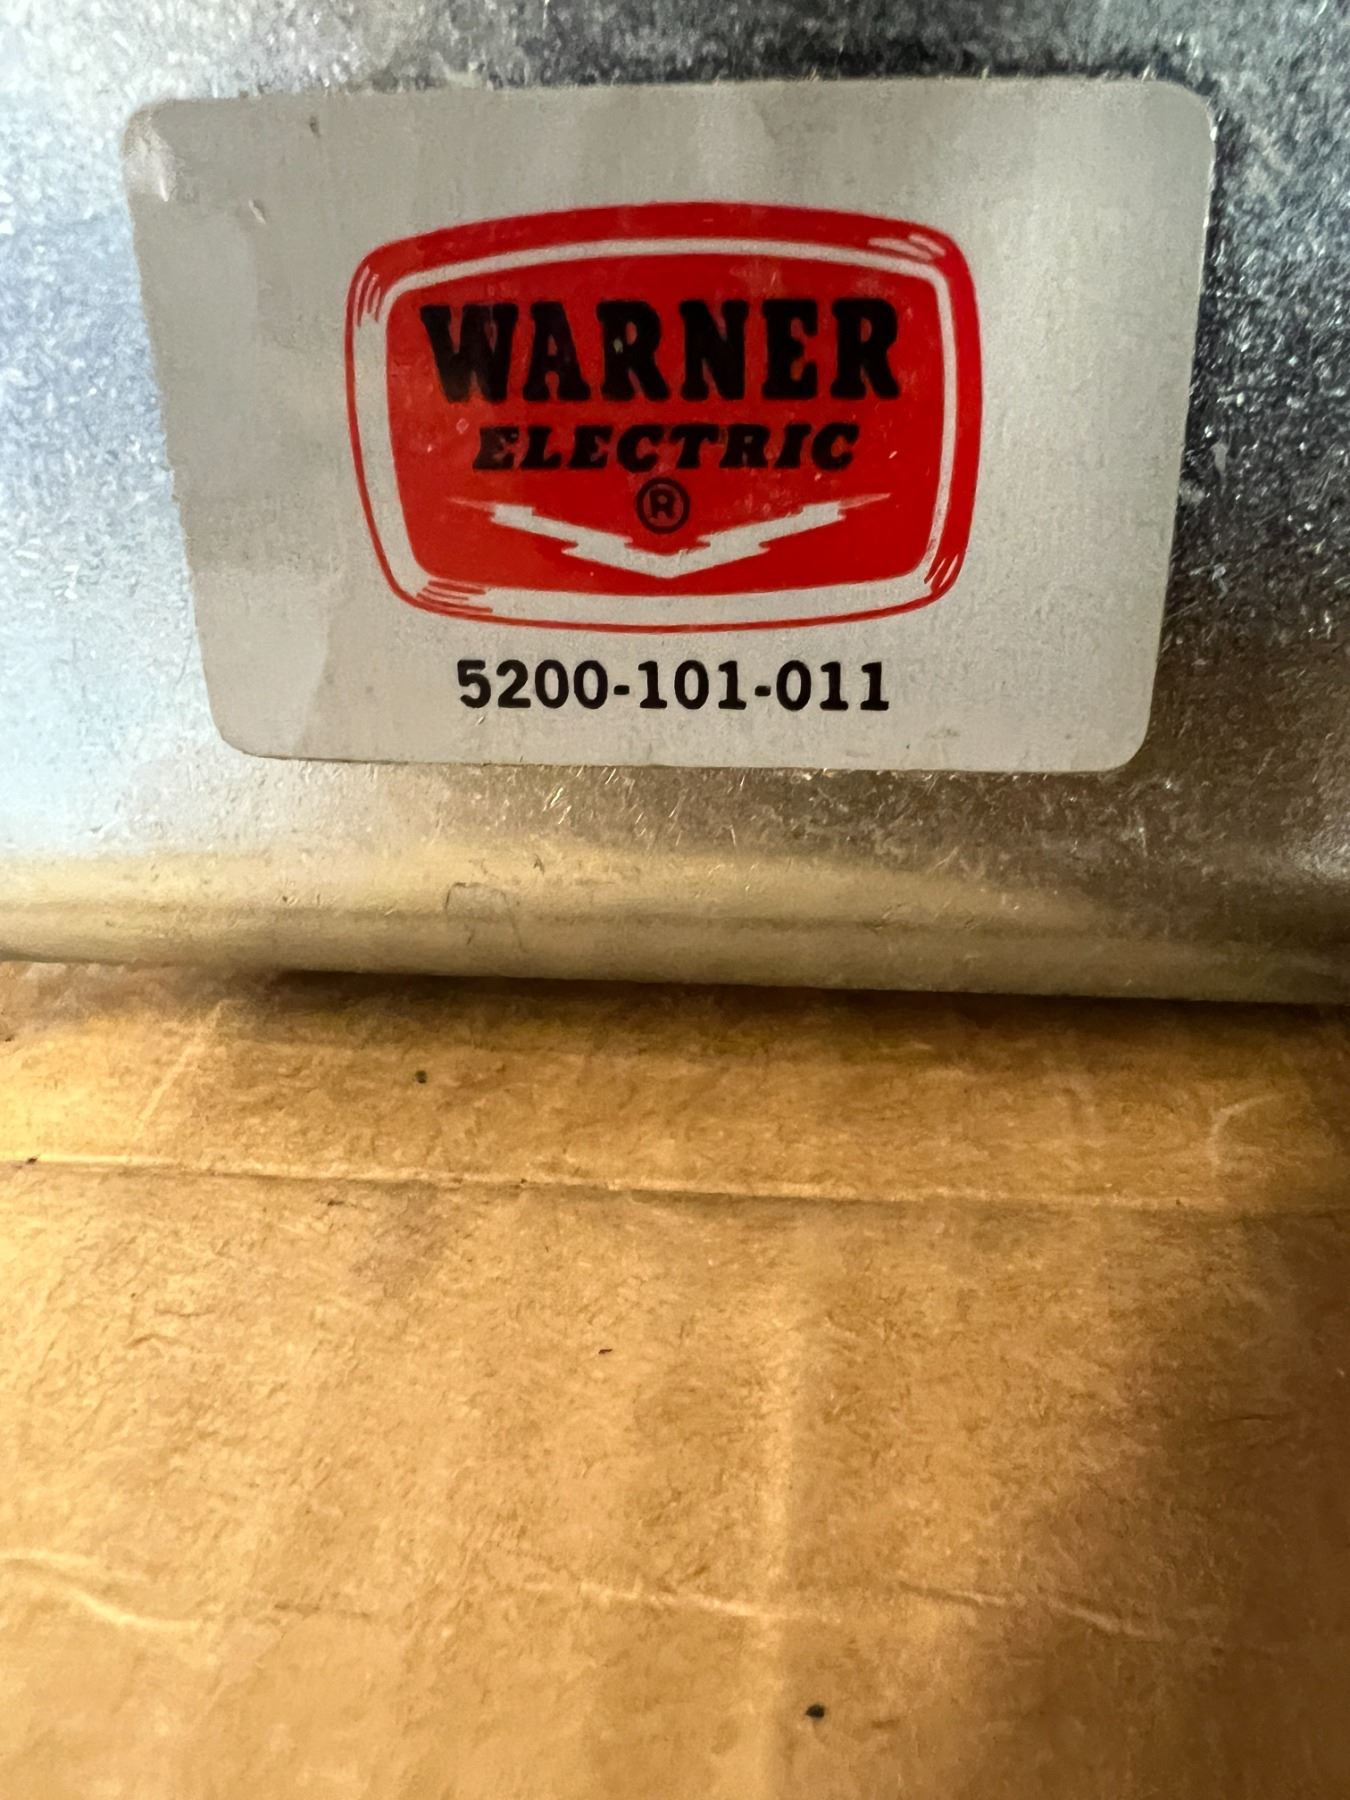 WARNER
ELECTRIC
®
5200-101-011